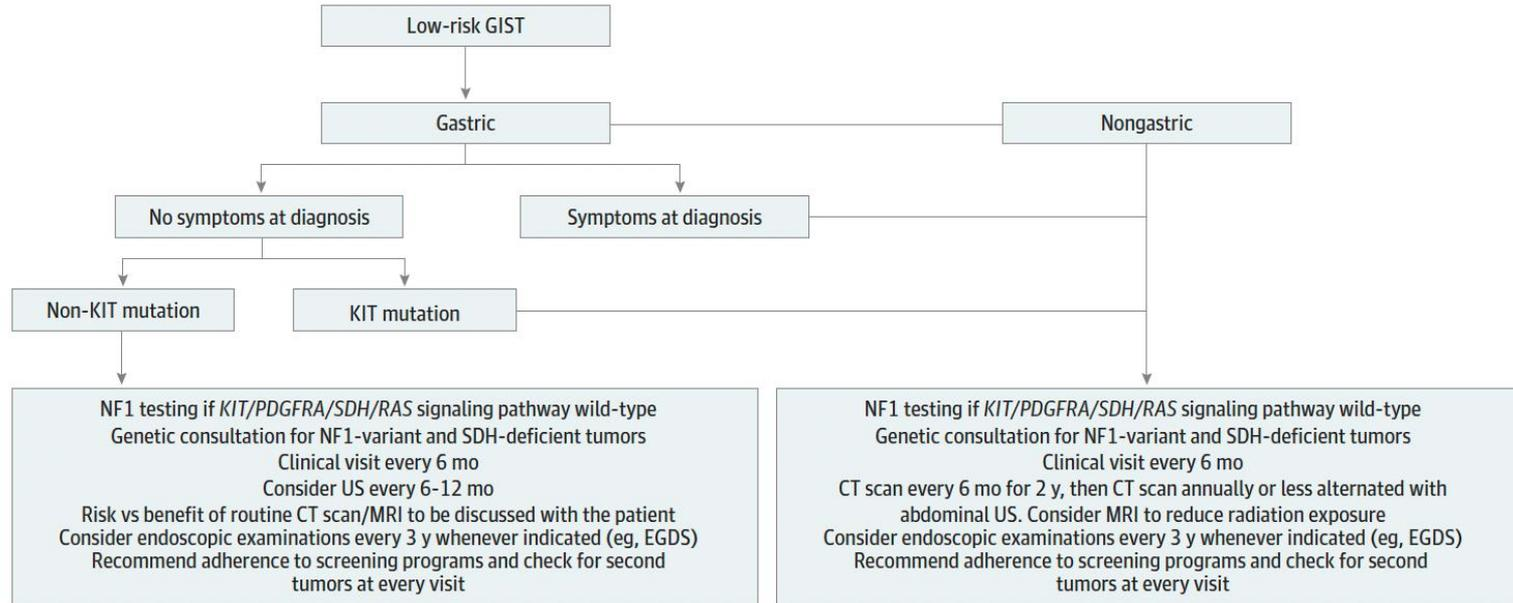 Low-risk GIST
Gastric
Nongastric
No symptoms at diagnosis
Symptoms at diagnosis
Non-KIT mutation
KIT mutation
NF1 testing if KIT/PDGFRA/SDH/RAS signaling pathway wild-type
Genetic consultation for NF1-variant and SDH-deficient tumors
Clinical visit every 6 mo
Consider US every 6-12 mo
Risk vs benefit of routine CT scan/MRI to be discussed with the patient
Consider endoscopic examinations every 3 y whenever indicated (eg, EGDS)
Recommend adherence to screening programs and check for second
tumors at every visit
NF1 testing if KIT/PDGFRA/SDH/RAS signaling pathway wild-type
Genetic consultation for NF1-variant and SDH-deficient tumors
Clinical visit every 6 mo
CT scan every 6 mo for 2 y, then CT scan annually or less alternated with
abdominal US. Consider MRI to reduce radiation exposure
Consider endoscopic examinations every 3 y whenever indicated (eg, EGDS)
Recommend adherence to screening programs and check for second
tumors at every visit